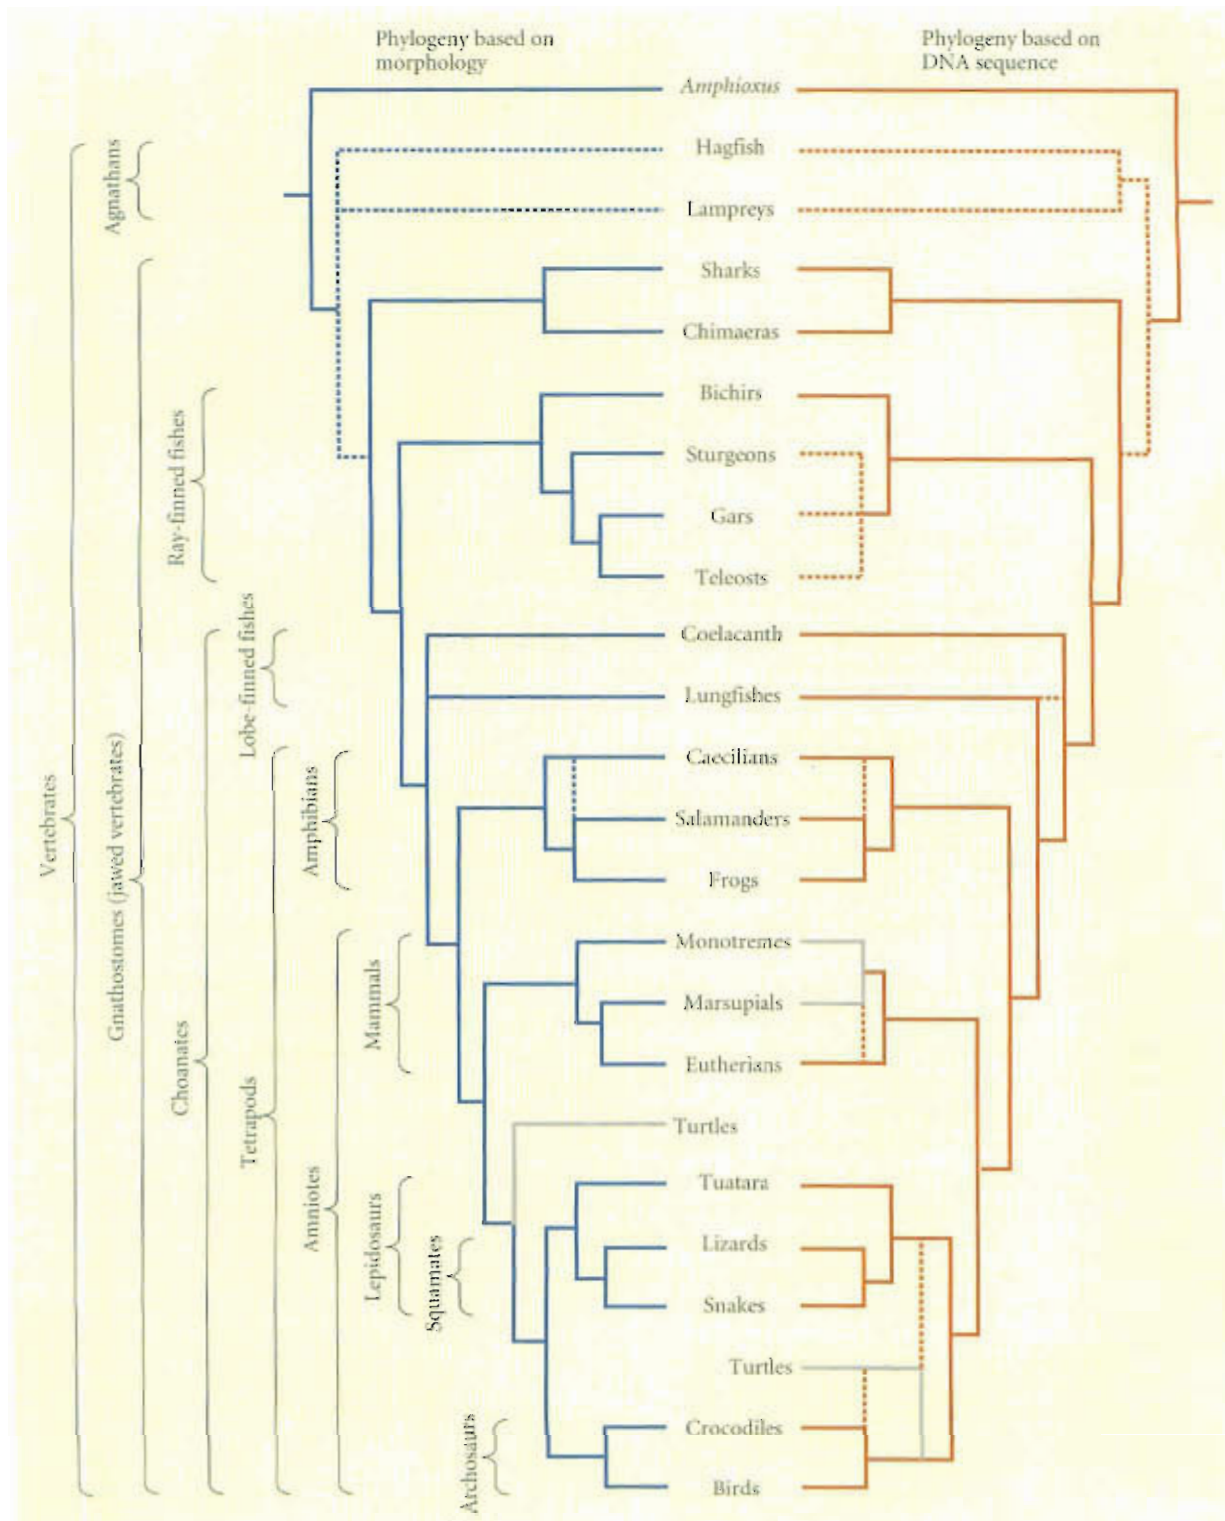 Phylogeny based on
morphology
Phylogeny based on
DNA sequence
Amphioxus
Hagfish
Lampreys
Sharks
Chimaeras
Bichirs
Sturgeons
Gars
Teleosts
Coelacanth
Lungfishes
Caecilians
Salamanders
Frogs
Monotremes
Marsupials
Eutherians
Turtles
Tuatara
Lizards
Snakes
Turtles
Crocodiles
Birds
Vertebrates
Agnathans
Gnathostomes (jawed vertebrates)
Ray-finned fishes
Choanates
Lobe-finned fishes
Tetrapods
Amphibians
Amniotes
Mammals
Lepidosaurs
Squamates
Archosaurs